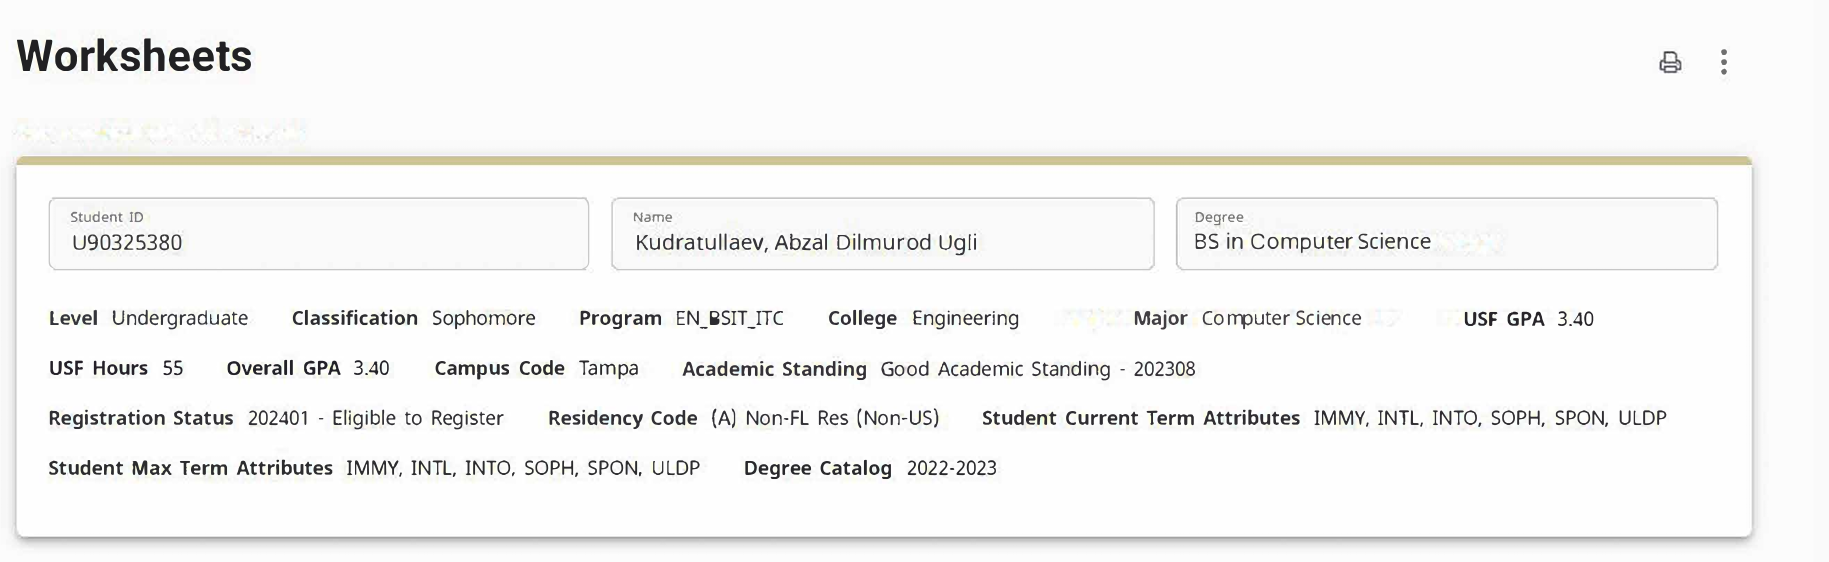 Worksheets
Student ID
U90325380
Name
Kudratullaev, Abzal Dilmurod Ugli
Degree
BS in Computer Science
Level Undergraduate Classification Sophomore Program EN_BSIT_ITC College Engineering Major Computer Science USF GPA 3.40
USF Hours 55 Overall GPA 3.40 Campus Code Tampa Academic Standing Good Academic Standing - 202308
Registration Status 202401 - Eligible to Register Residency Code (A) Non-FL Res (Non-US) Student Current Term Attributes IMMY, INTL, INTO, SOPH, SPON, ULDP
Student Max Term Attributes IMMY, INTL, INTO, SOPH, SPON, ULDP Degree Catalog 2022-2023